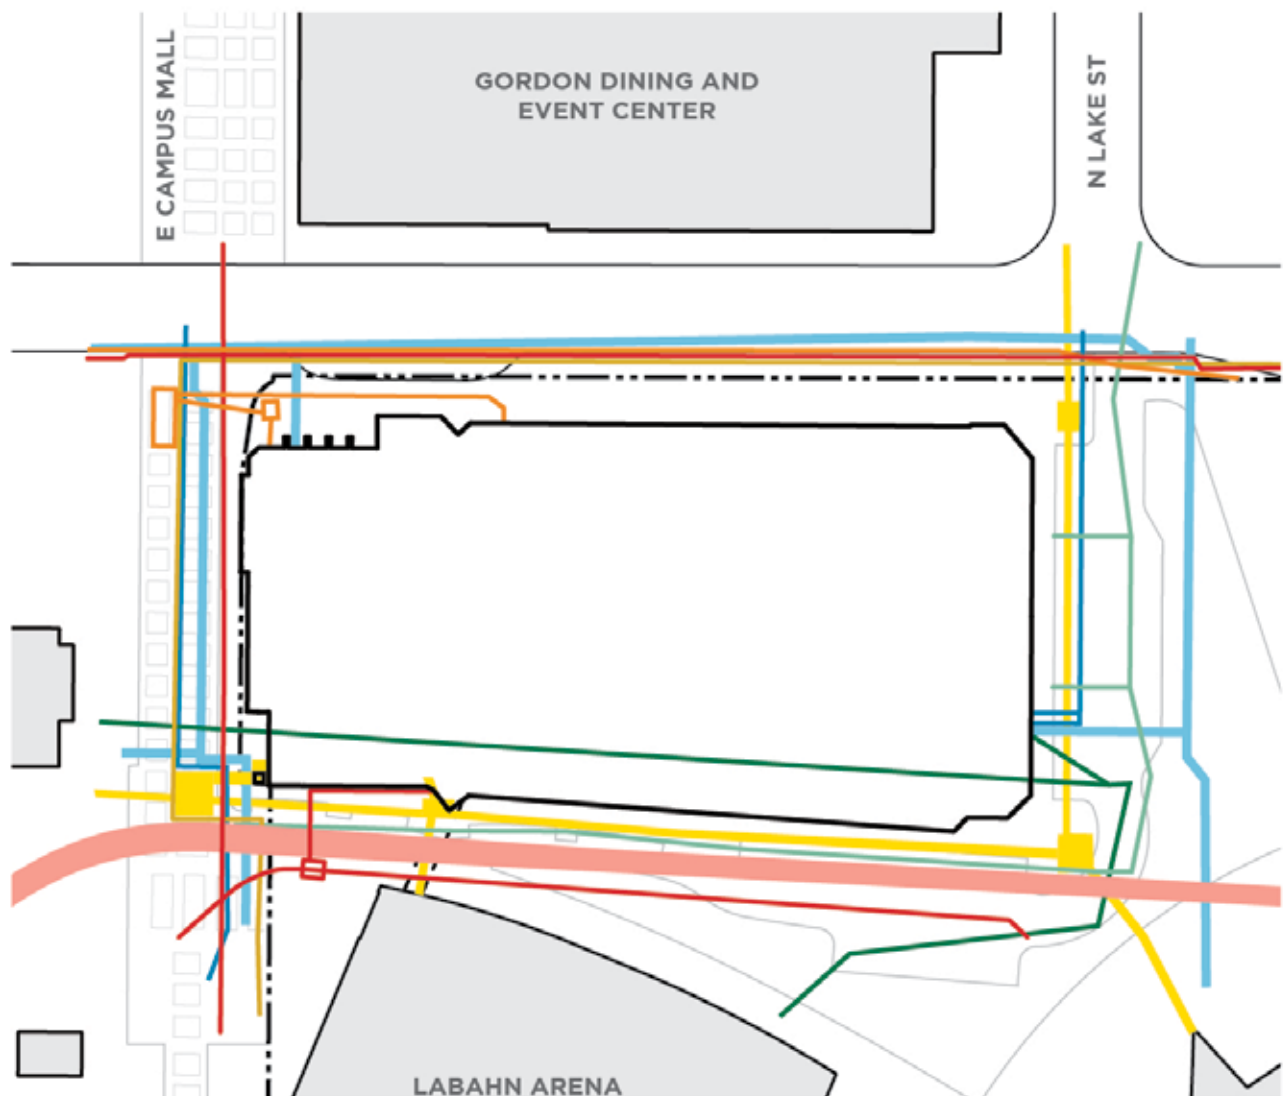 E CAMPUS MALL
GORDON DINING AND
EVENT CENTER
N LAKE ST
LABAHN ARENA